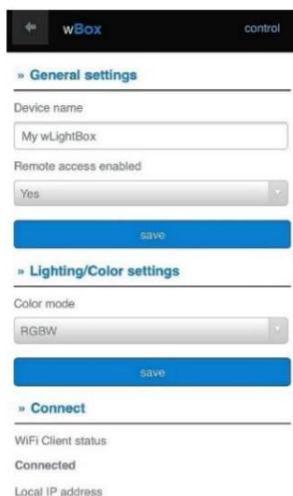 wBox control
» General settings
Device name
My wLightBox
Remote access enabled
Yes
save
» Lighting/Color settings
Color mode
RGBW
save
» Connect
WiFi Client status
Connected
Local IP address